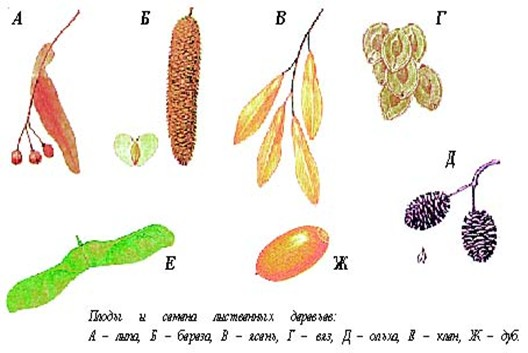 А Б В Г
Д
Е Ж
Плоды и семена лиственных деревьев:
А – липа, Б – береза, В – ясень, Г – вяз, Д – ольха, Е – клен, Ж – дуб.